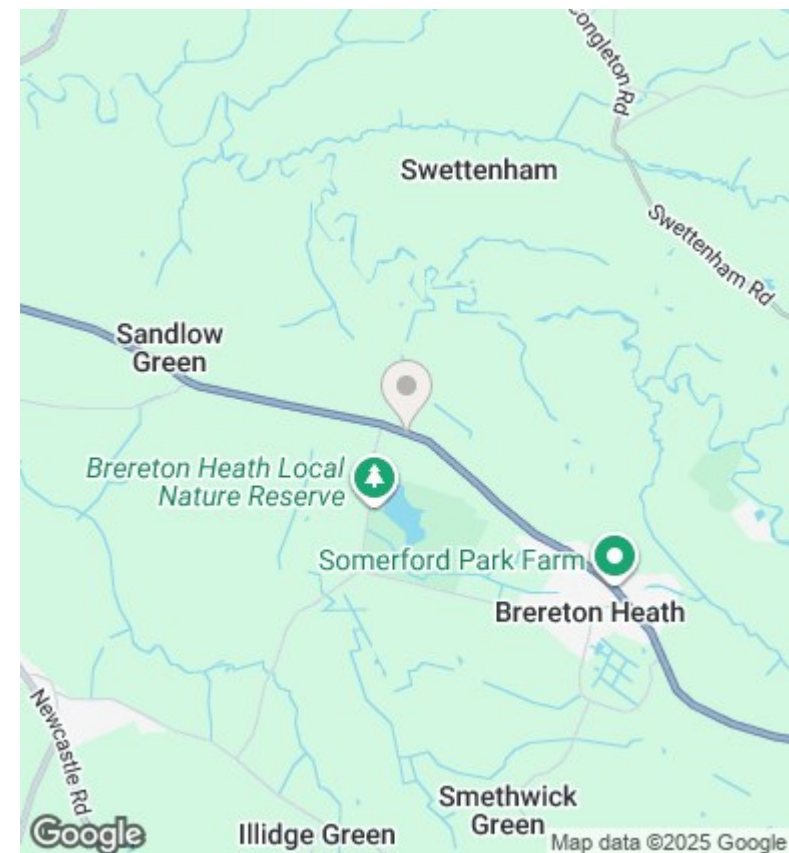 Congleton Rd
Swettenham
Swettenham Rd
Sandlow
Green
Brereton Heath Local
Nature Reserve
Somerford Park Farm
Brereton Heath
Newcastle Rd
Smethwick
Green
Illidge Green
Google
Map data ©2025 Google